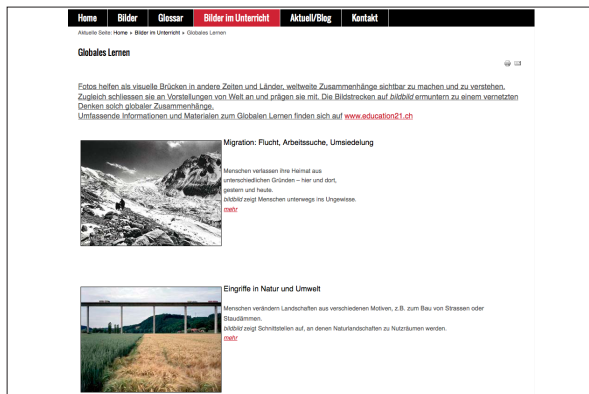 Home Bilder Glossar Bilder im Unterricht Aktuell/Blog Kontakt
Aktuelle Seite: Home ▸ Bilder im Unterricht ▸ Globales Lernen
Globales Lernen
Fotos helfen als visuelle Brücken in andere Zeiten und Länder, weltweite Zusammenhänge sichtbar zu machen und zu verstehen.
Zugleich schliessen sie an Vorstellungen von Welt an und prägen sie mit. Die Bildstrecken auf bildbild ermuntern zu einem vernetzten
Denken solch globaler Zusammenhänge.
Umfassende Informationen und Materialen zum Globalen Lernen finden sich auf www.education21.ch
Migration: Flucht, Arbeitssuche, Umsiedelung
Menschen verlassen ihre Heimat aus
unterschiedlichen Gründen – hier und dort,
gestern und heute.
bildbild zeigt Menschen unterwegs ins Ungewisse.
mehr
Eingriffe in Natur und Umwelt
Menschen verändern Landschaften aus verschiedenen Motiven, z.B. zum Bau von Strassen oder
Staudämmen.
bildbild zeigt Schnittstellen auf, an denen Naturlandschaften zu Nutzräumen werden.
mehr